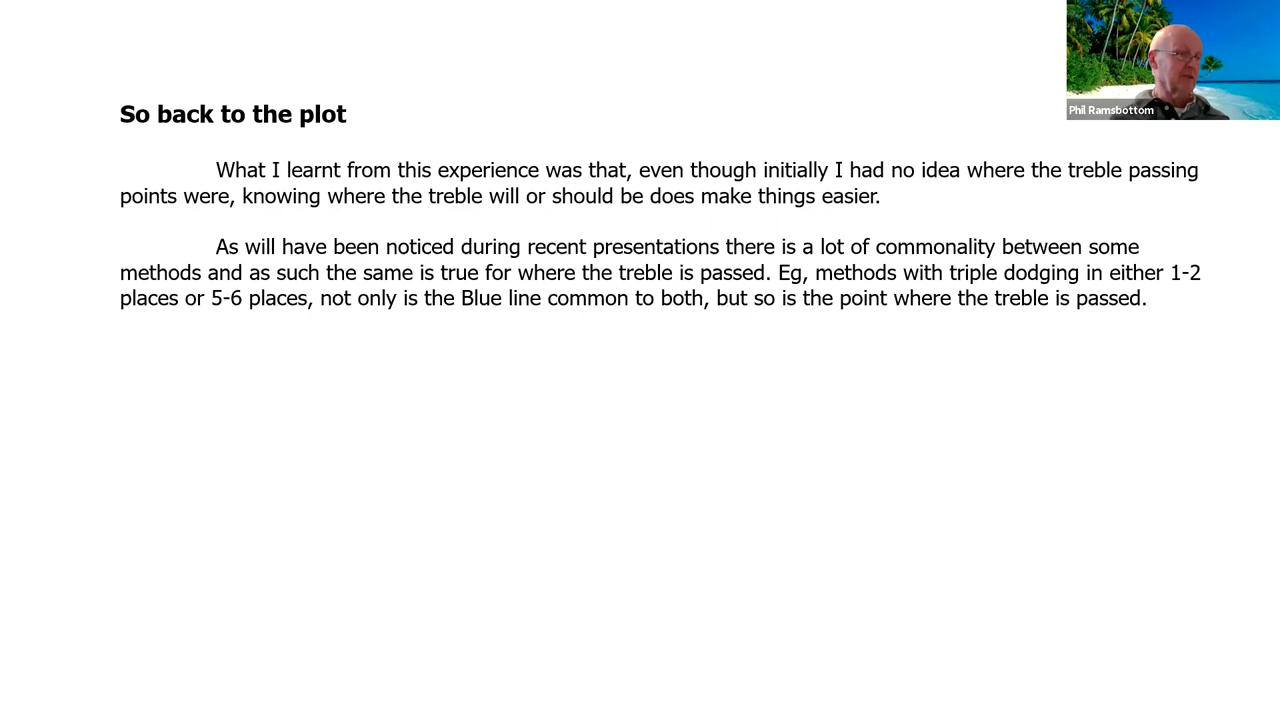 Phil Ramsbottom
So back to the plot
What I learnt from this experience was that, even though initially I had no idea where the treble passing
points were, knowing where the treble will or should be does make things easier.
As will have been noticed during recent presentations there is a lot of commonality between some
methods and as such the same is true for where the treble is passed. Eg, methods with triple dodging in either 1-2
places or 5-6 places, not only is the Blue line common to both, but so is the point where the treble is passed.